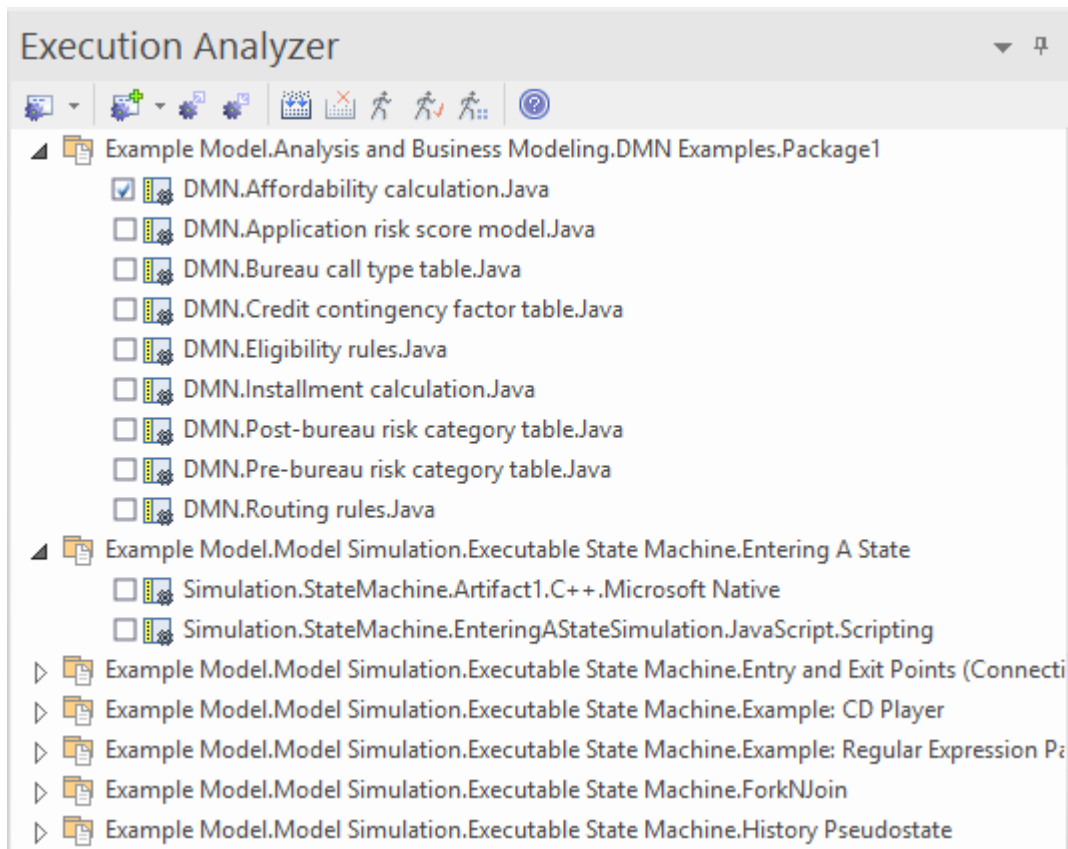 Execution Analyzer
Example Model.Analysis and Business Modeling.DMN Examples.Package1
DMN.Affordability calculation.Java
DMN.Application risk score model.Java
DMN.Bureau call type table.Java
DMN.Credit contingency factor table.Java
DMN.Eligibility rules.Java
DMN.Installment calculation.Java
DMN.Post-bureau risk category table.Java
DMN.Pre-bureau risk category table.Java
DMN.Routing rules.Java
Example Model.Model Simulation.Executable State Machine.Entering A State
Simulation.StateMachine.Artifact1.C++.Microsoft Native
Simulation.StateMachine.EnteringAStateSimulation.JavaScript.Scripting
Example Model.Model Simulation.Executable State Machine.Entry and Exit Points (Connecti
Example Model.Model Simulation.Executable State Machine.Example: CD Player
Example Model.Model Simulation.Executable State Machine.Example: Regular Expression Pa
Example Model.Model Simulation.Executable State Machine.ForkNJoin
Example Model.Model Simulation.Executable State Machine.History Pseudostate